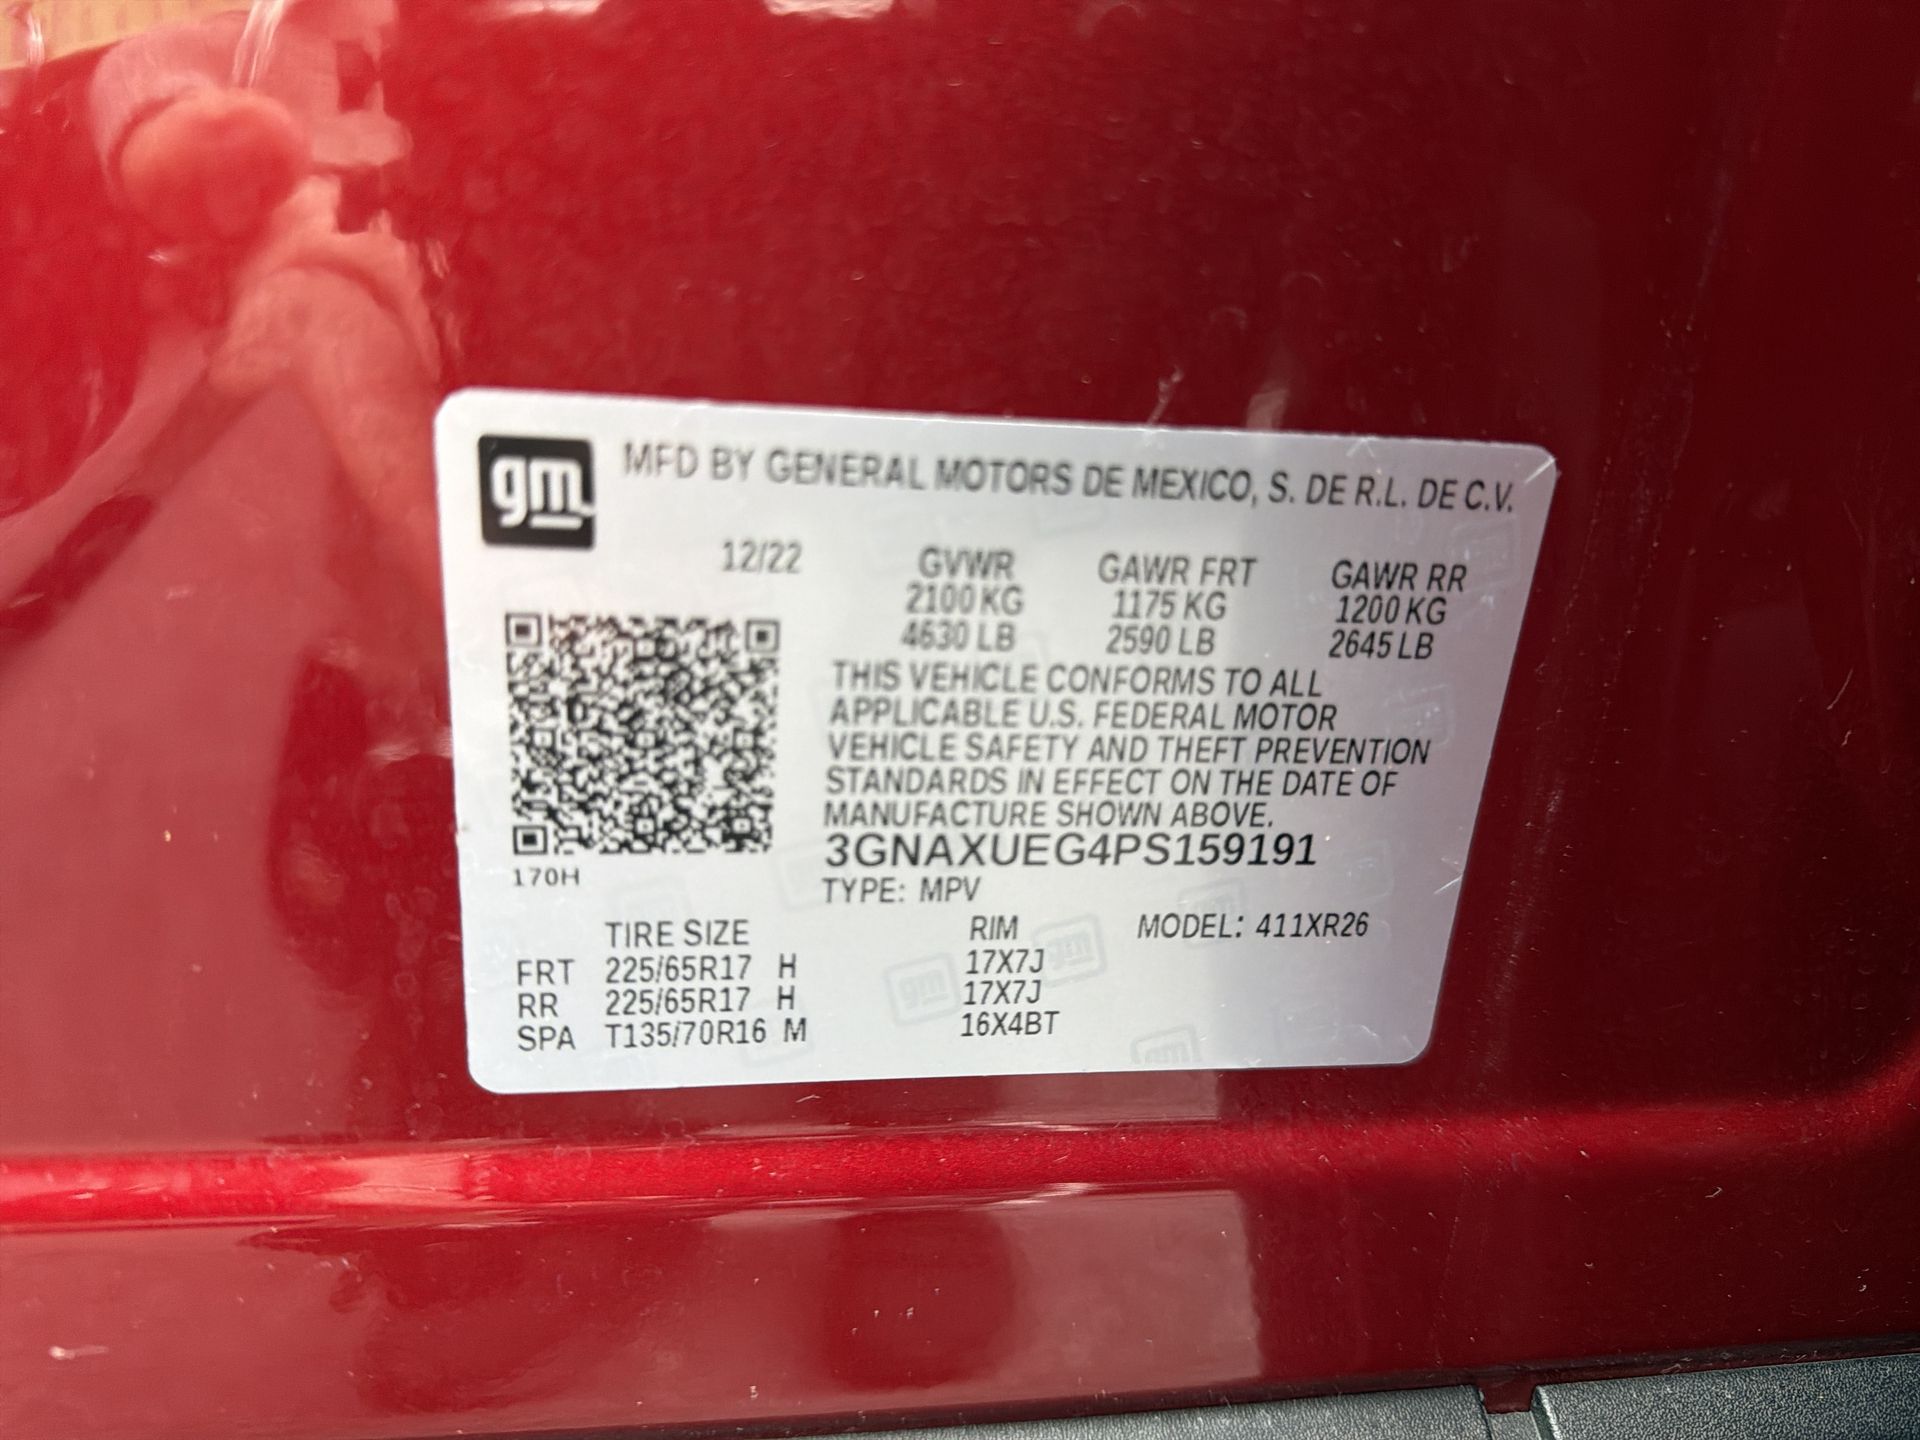 gm MFD BY GENERAL MOTORS DE MEXICO, S. DE R.L. DE C.V.
12/22 GVWR GAWR FRT GAWR RR
2100 KG 1175 KG 1200 KG
4630 LB 2590 LB 2645 LB
THIS VEHICLE CONFORMS TO ALL
APPLICABLE U.S. FEDERAL MOTOR
VEHICLE SAFETY AND THEFT PREVENTION
STANDARDS IN EFFECT ON THE DATE OF
MANUFACTURE SHOWN ABOVE.
3GNAXUEG4PS159191
170H
TYPE: MPV
TIRE SIZE RIM MODEL: 411XR26
FRT 225/65R17 H 17X7J
RR 225/65R17 H 17X7J
SPA T135/70R16 M 16X4BT
gm
gm
gm